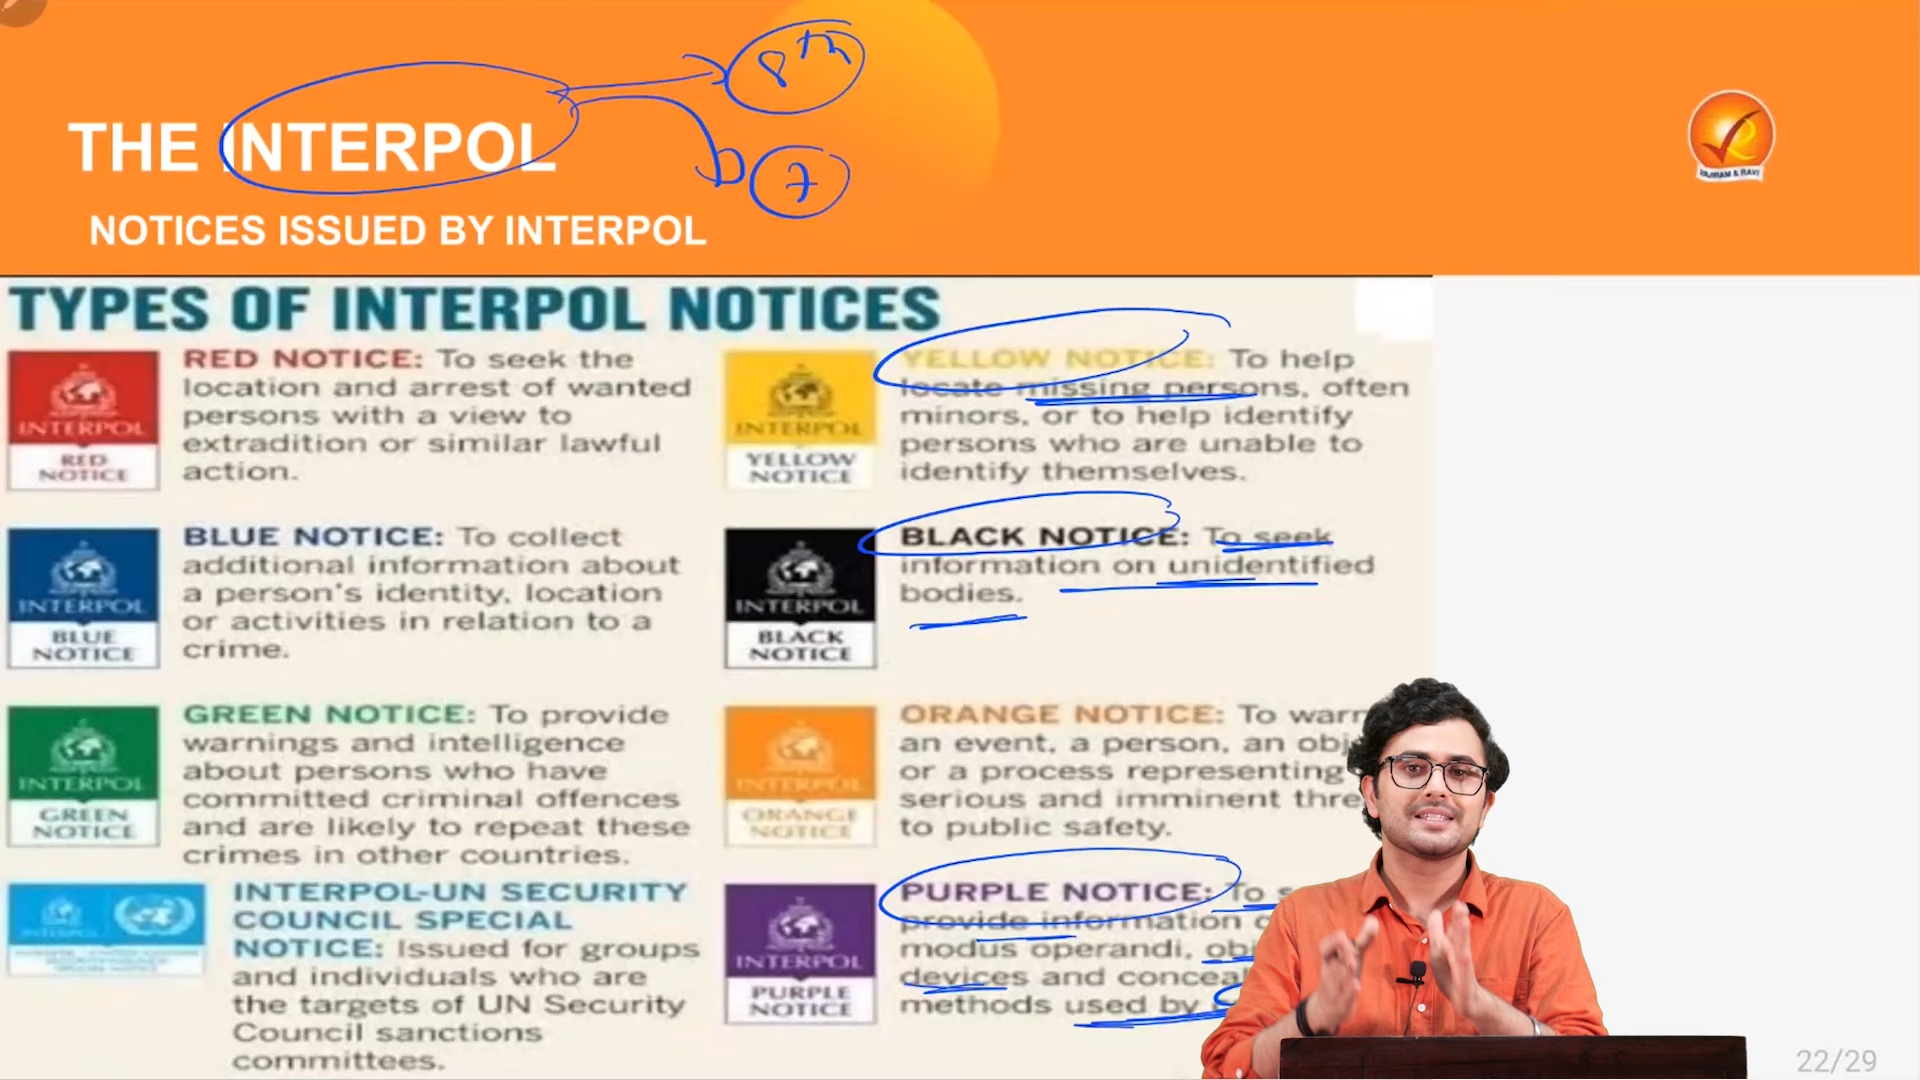 8th
THE INTERPOL
7
VAJIRAM & RAVI
NOTICES ISSUED BY INTERPOL
TYPES OF INTERPOL NOTICES
INTERPOL
RED
NOTICE
RED NOTICE: To seek the
location and arrest of wanted
persons with a view to
extradition or similar lawful
action.
INTERPOL
YELLOW
NOTICE
YELLOW NOTICE: To help
locate missing persons, often
minors, or to help identify
persons who are unable to
identify themselves.
INTERPOL
BLUE
NOTICE
BLUE NOTICE: To collect
additional information about
a person's identity, location
or activities in relation to a
crime.
INTERPOL
BLACK
NOTICE
BLACK NOTICE: To seek
information on unidentified
bodies.
INTERPOL
GREEN
NOTICE
GREEN NOTICE: To provide
warnings and intelligence
about persons who have
committed criminal offences
and are likely to repeat these
crimes in other countries.
INTERPOL
ORANGE
NOTICE
ORANGE NOTICE: To warn
an event, a person, an
or a process representing
serious and imminent
to public safety.
INTERPOL
INTERPOL-UN SECURITY
COUNCIL SPECIAL
NOTICE: Issued for groups
and individuals who are
the targets of UN Security
Council sanctions
committees.
INTERPOL
PURPLE
NOTICE
PURPLE NOTICE: To
provide information
modus operandi,
devices and
methods used by
22/29